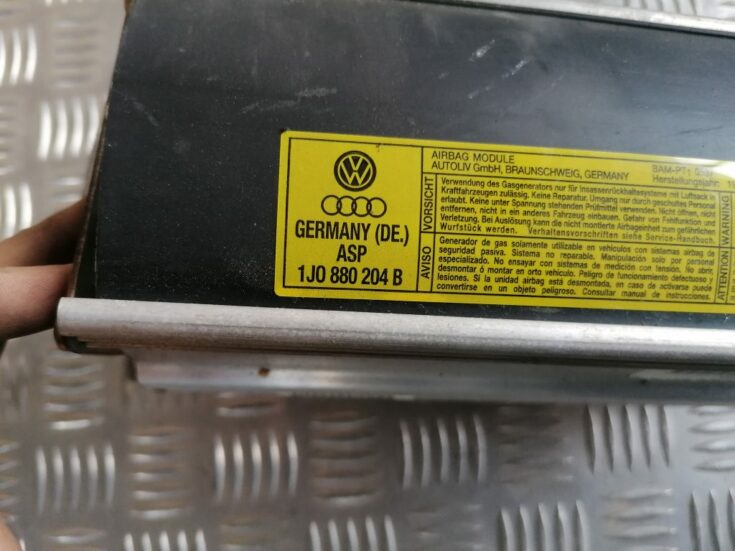 AIRBAG MODULE
AUTOLIV GmbH, BRAUNSCHWEIG, GERMANY
BAM-PT1
Herstellungsjahr:
GERMANY (DE.)
ASP
1J0 880 204 B
VORSICHT
Verwendung des Gasgenerators nur für Insassenrückhaltesysteme mit Luftsack in
Kraftfahrzeugen zulässig. Keine Reparatur. Umgang nur durch geschultes Personal
erlaubt. Keine unter Spannung stehenden Prüfmittel verwenden. Nicht öffnen, nicht
entfernen, nicht in ein anderes Fahrzeug einbauen. Gefahr von Fehlfunktion und
Verletzung. Bei Auslösung kann die nicht montierte Airbageinheit zum gefährlichen
Wurfstück werden. Verhaltensvorschriften siehe Service-Handbuch.
AVISO
Generador de gas solamente utilizable en vehículos con sistemas airbag de
seguridad pasiva. Sistema no reparable. Manipulación solo por personal
especializado. No ensayar con sistemas de medición con tensión. No abrir,
desmontar ó montar en orto vehiculo. Peligro de funcionamiento defectuoso y
lesiones. Si la unidad airbag está desmontada, en caso de activarse puede
convertirse en un objeto peligroso. Consultar manual de instrucciones.
WARNING
ATTENTION